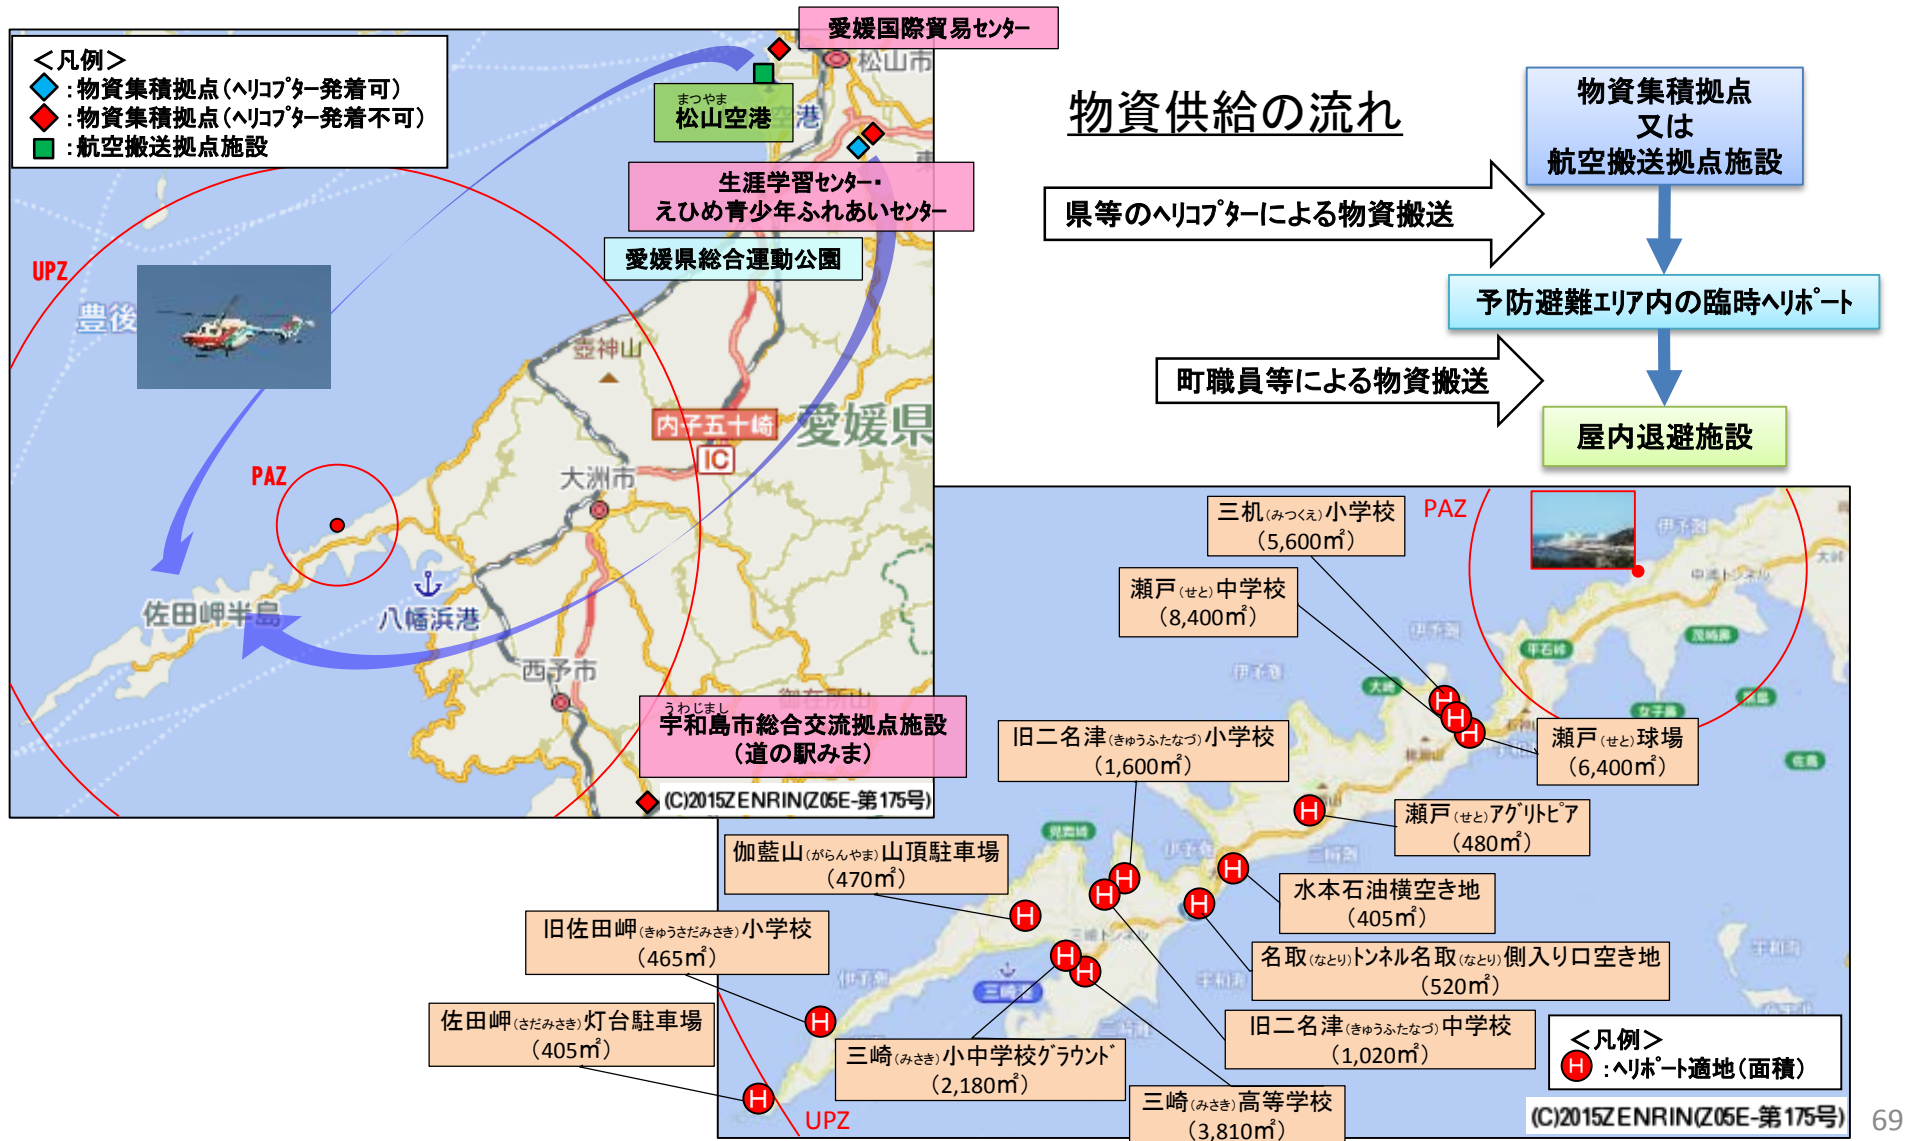 愛媛国際貿易センター
<凡例>
:物資集積拠点(ヘリコプター発着可)
:物資集積拠点(ヘリコプター発着不可)
:航空搬送拠点施設
松山市
まつやま
松山空港
空港
生涯学習センター・
えひめ青少年ふれあいセンター
愛媛県総合運動公園
UPZ
豊後
壺神山
内子五十崎
IC
愛媛県
大洲市
PAZ
佐田岬半島
八幡浜港
西予市
御在所山
うわじまし
宇和島市総合交流拠点施設
(道の駅みま)
(C)2015ZENRIN(Z05E-第175号)
物資供給の流れ
物資集積拠点
又は
航空搬送拠点施設
県等のヘリコプターによる物資搬送
予防避難エリア内の臨時ヘリポート
町職員等による物資搬送
屋内退避施設
三机(みつくえ)小学校
(5,600㎡)
PAZ
瀬戸(せと)中学校
(8,400㎡)
瀬戸(せと)球場
(6,400㎡)
旧二名津(きゅうふたなづ)小学校
(1,600㎡)
瀬戸(せと)アグリトピア
(480㎡)
伽藍山(がらんやま)山頂駐車場
(470㎡)
水本石油横空き地
(405㎡)
旧佐田岬(きゅうさだみさき)小学校
(465㎡)
名取(なとり)トンネル名取(なとり)側入り口空き地
(520㎡)
佐田岬(さだみさき)灯台駐車場
(405㎡)
三崎(みさき)小中学校グラウンド
(2,180㎡)
旧二名津(きゅうふたなづ)中学校
(1,020㎡)
三崎(みさき)高等学校
(3,810㎡)
三崎トンネル
三崎港
大崎
伊予灘
UPZ
<凡例>
H :ヘリポート適地(面積)
(C)2015ZENRIN(Z05E-第175号)
69